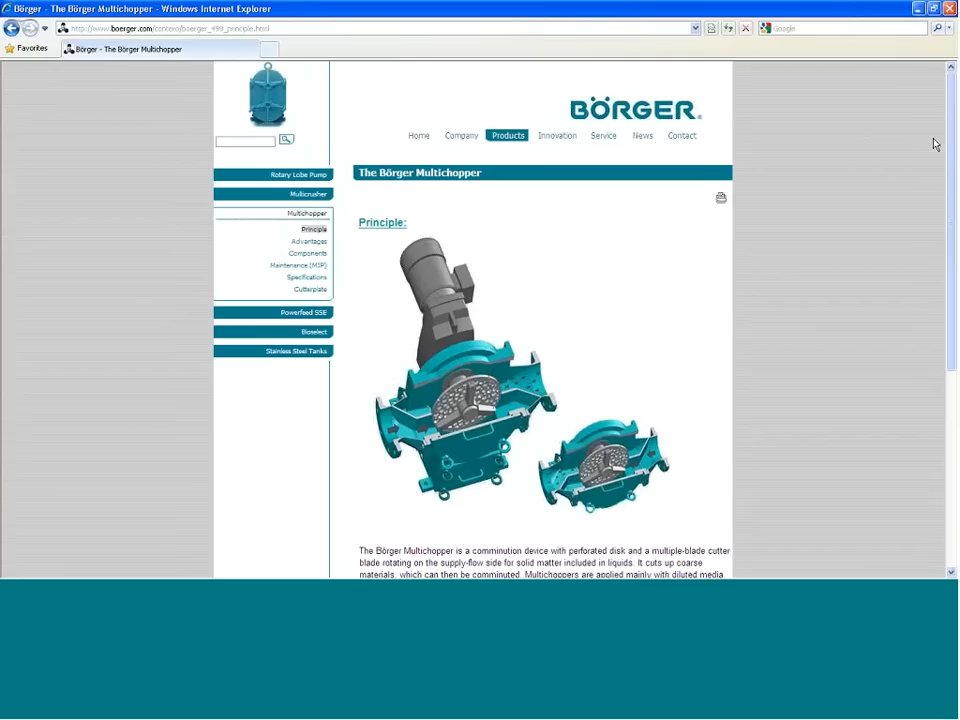 Börger - The Börger Multichopper - Windows Internet Explorer
http://www.boerger.com/contero/boerger_499_principle.html
Google
Favorites
Börger - The Börger Multichopper
BÖRGER®
Home Company Products Innovation Service News Contact
Rotary Lobe Pump
Multicrusher
Multichopper
Principle
Advantages
Components
Maintenance (MIP)
Specifications
Cutterplate
Powerfeed SSE
Bioselect
Stainless Steel Tanks
The Börger Multichopper
Principle:
The Börger Multichopper is a comminution device with perforated disk and a multiple-blade cutter
blade rotating on the supply-flow side for solid matter included in liquids. It cuts up coarse
materials, which can then be comminuted. Multichoppers are applied mainly with diluted media